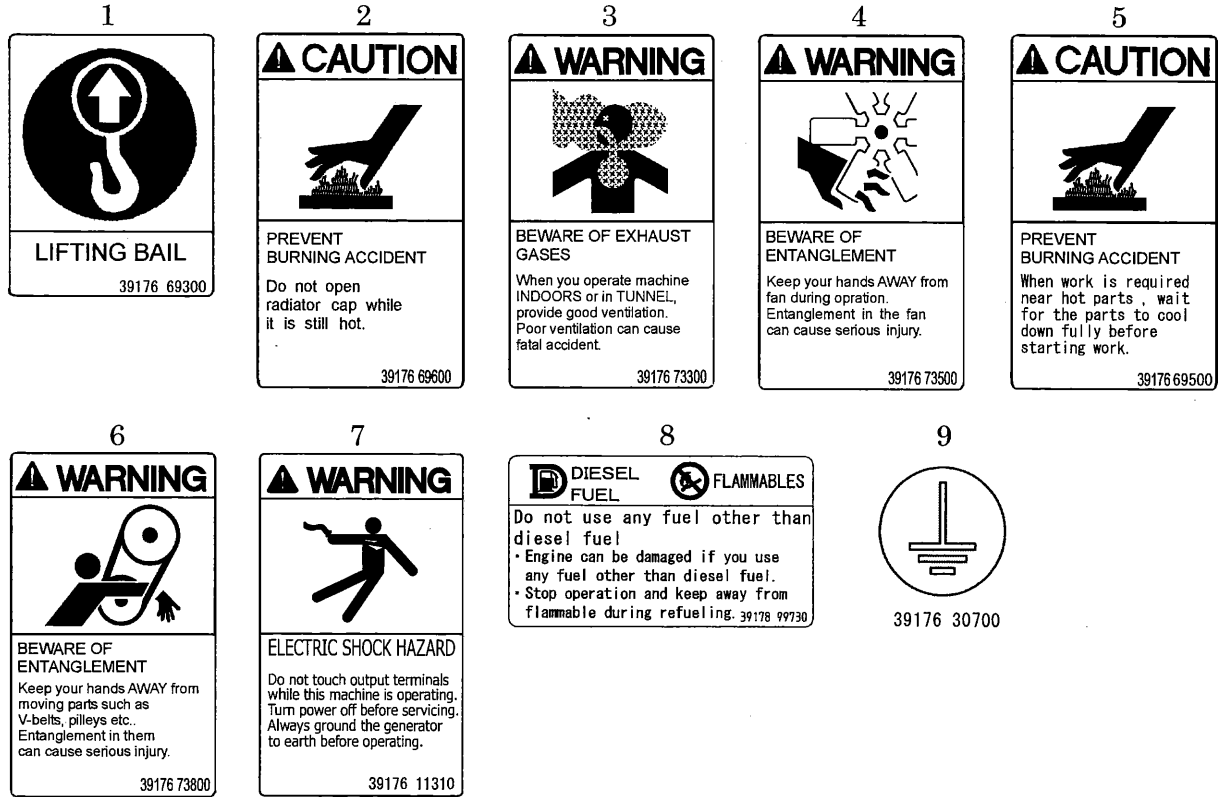 1
LIFTING BAIL
39176 69300
2
CAUTION
PREVENT
BURNING ACCIDENT
Do not open
radiator cap while
it is still hot.
39176 69600
3
WARNING
BEWARE OF EXHAUST
GASES
When you operate machine
INDOORS or in TUNNEL,
provide good ventilation.
Poor ventilation can cause
fatal accident.
39176 73300
4
WARNING
BEWARE OF
ENTANGLEMENT
Keep your hands AWAY from
fan during opration.
Entanglement in the fan
can cause serious injury.
39176 73500
5
CAUTION
PREVENT
BURNING ACCIDENT
When work is required
near hot parts , wait
for the parts to cool
down fully before
starting work.
39176 69500
6
WARNING
BEWARE OF
ENTANGLEMENT
Keep your hands AWAY from
moving parts such as
V-belts, pilleys etc..
Entanglement in them
can cause serious injury.
39176 73800
7
WARNING
ELECTRIC SHOCK HAZARD
Do not touch output terminals
while this machine is operating.
Turn power off before servicing.
Always ground the generator
to earth before operating.
39176 11310
8
DIESEL
FUEL
FLAMMABLES
Do not use any fuel other than
diesel fuel
・Engine can be damaged if you use
any fuel other than diesel fuel.
・Stop operation and keep away from
flammable during refueling. 39178 99730
9
39176 30700